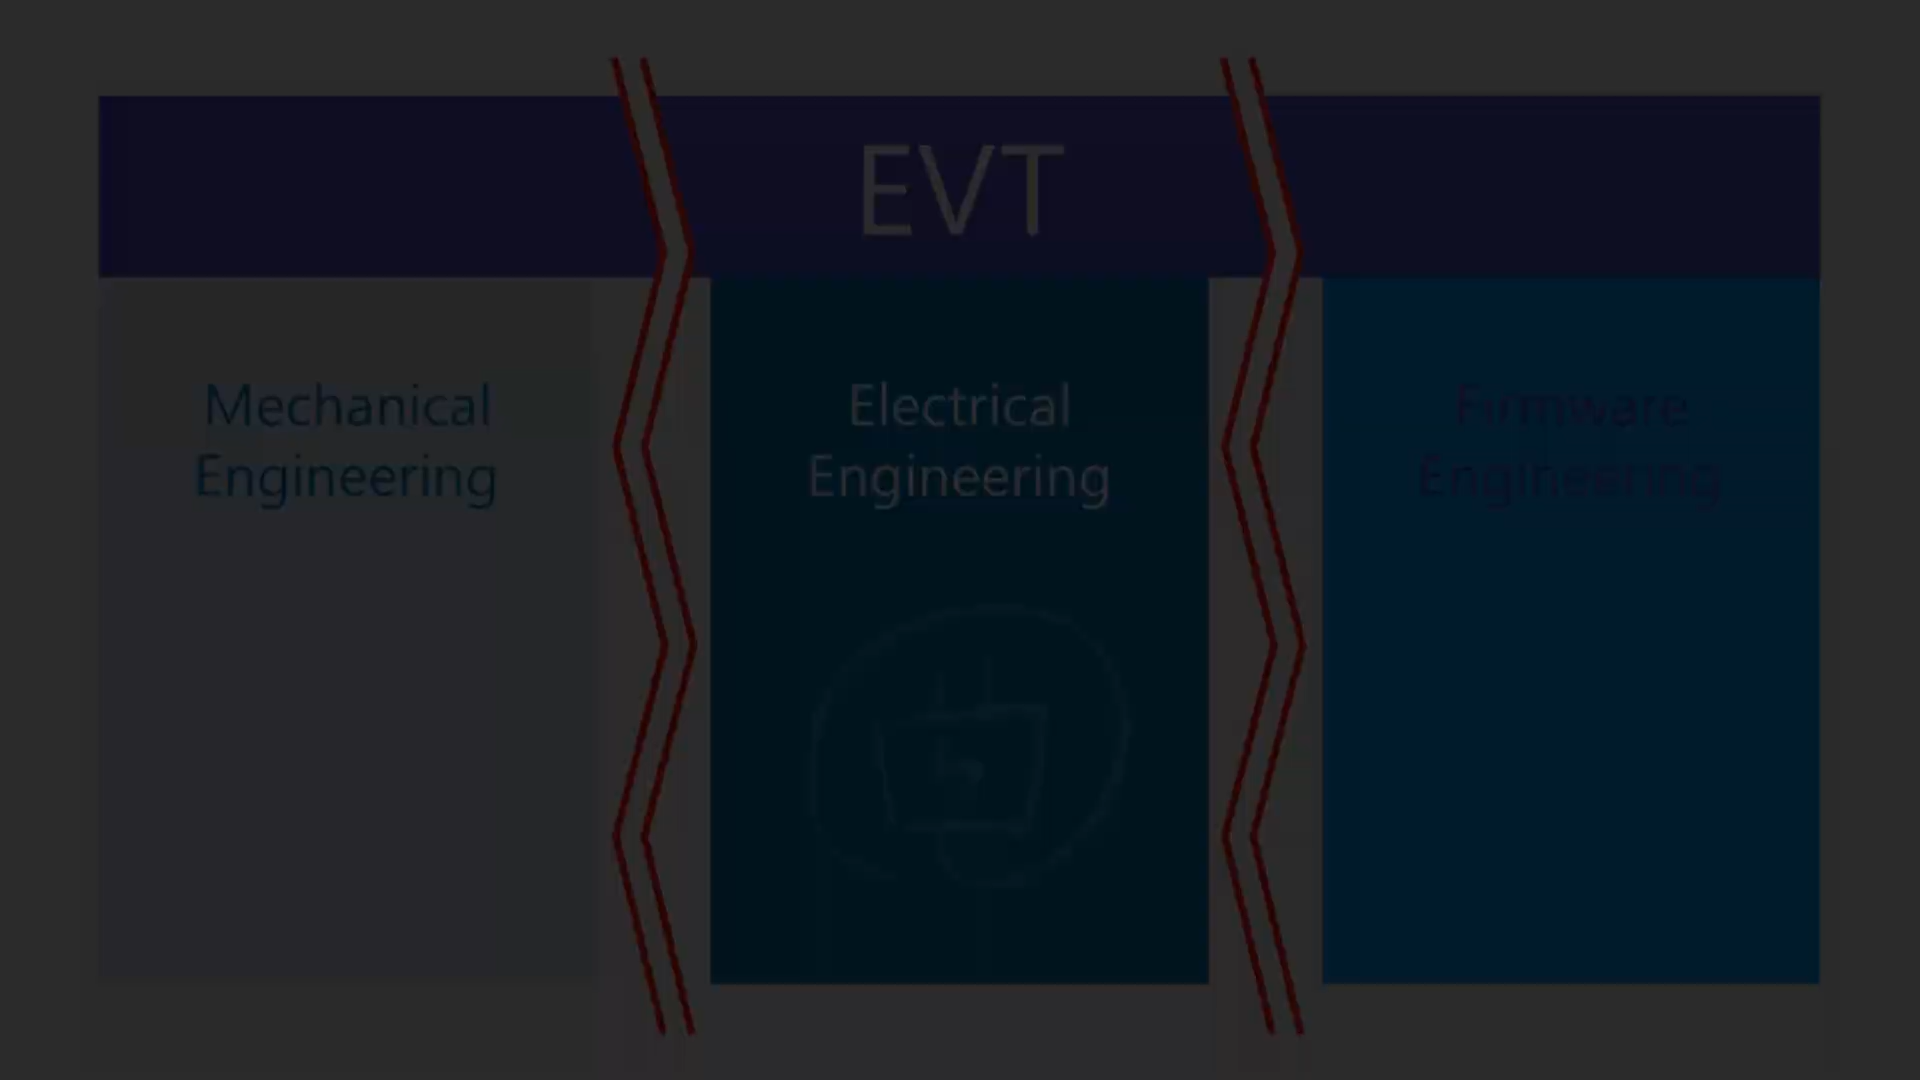 EVT
Mechanical
Engineering
Electrical
Engineering
Firmware
Engineering